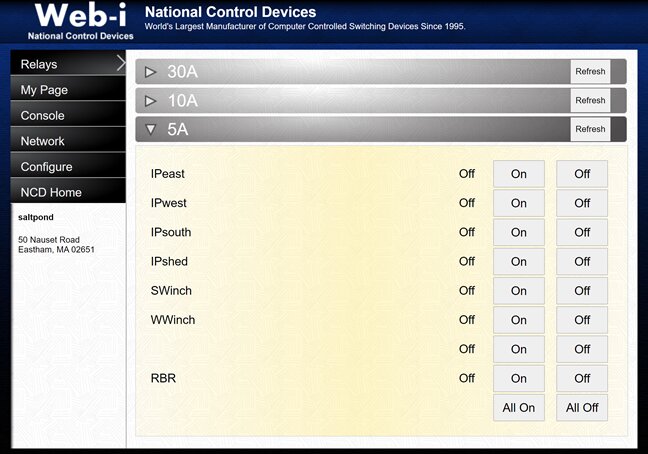 Web-i
National Control Devices
National Control Devices
World's Largest Manufacturer of Computer Controlled Switching Devices Since 1995.
Relays
My Page
Console
Network
Configure
NCD Home
saltpond
50 Nauset Road
Eastham, MA 02651
30A Refresh
10A Refresh
5A Refresh
IPeast Off On Off
IPwest Off On Off
IPsouth Off On Off
IPshed Off On Off
SWinch Off On Off
WWinch Off On Off
Off On Off
RBR Off On Off
All On All Off